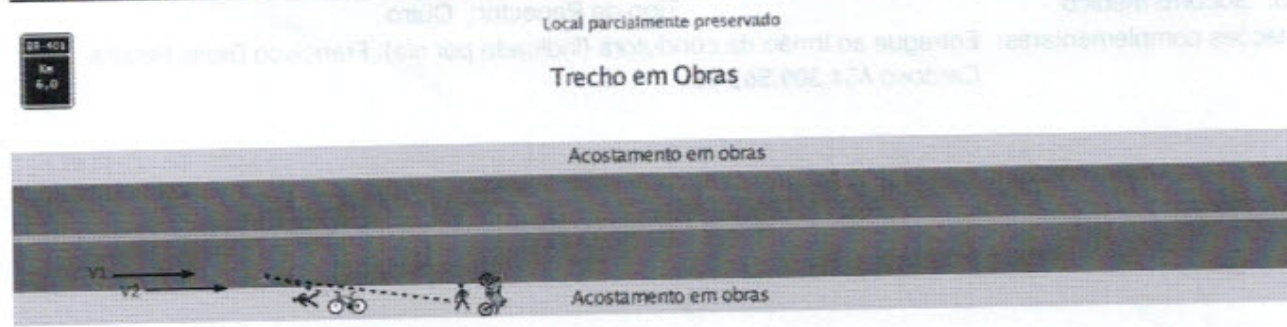 Local parcialmente preservado
BR-401
Km
6,0
Trecho em Obras
Acostamento em obras
V1
V2
Acostamento em obras